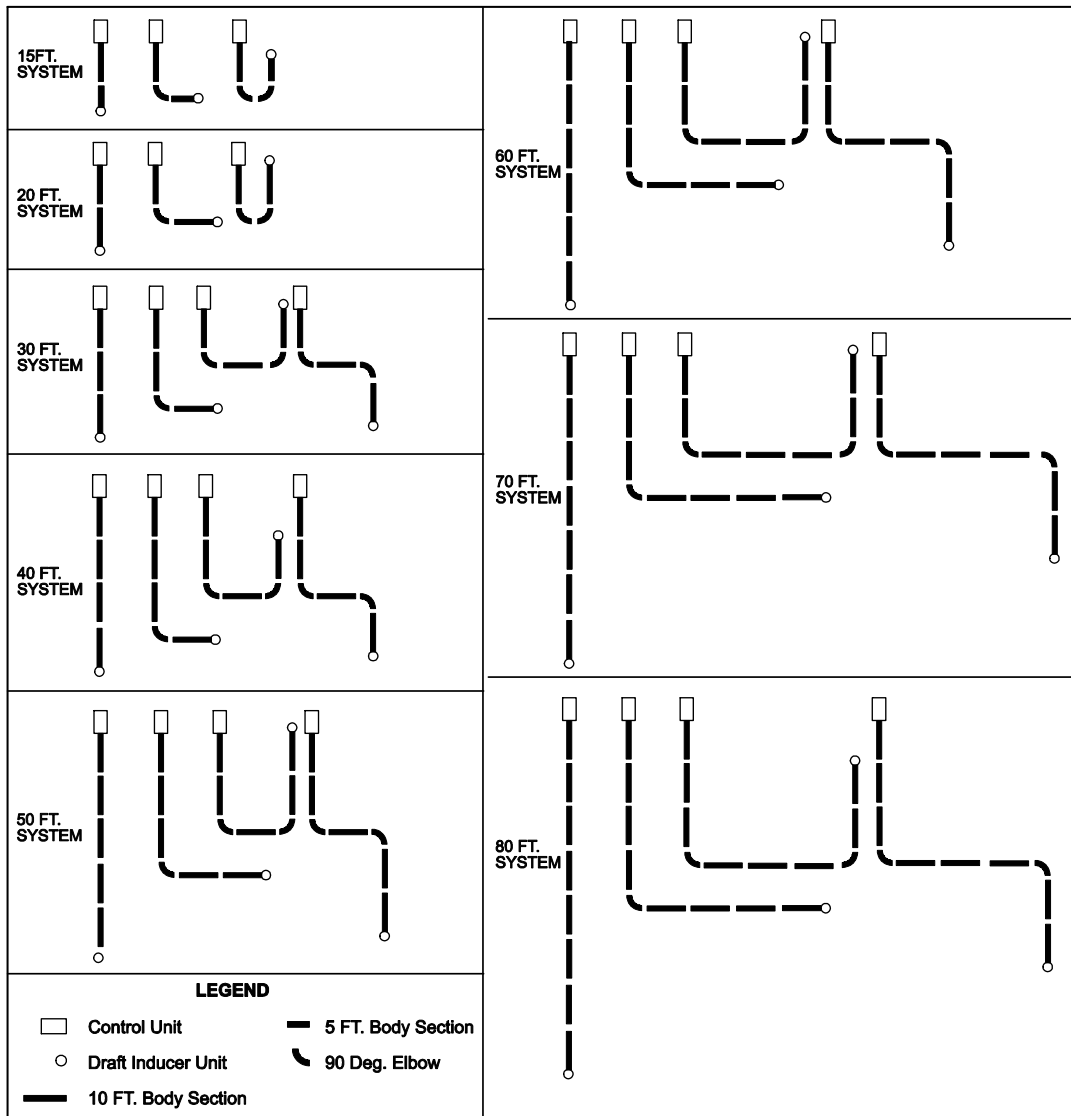 15FT.
SYSTEM
20 FT.
SYSTEM
30 FT.
SYSTEM
40 FT.
SYSTEM
50 FT.
SYSTEM
60 FT.
SYSTEM
70 FT.
SYSTEM
80 FT.
SYSTEM
LEGEND
Control Unit
5 FT. Body Section
Draft Inducer Unit
90 Deg. Elbow
10 FT. Body Section